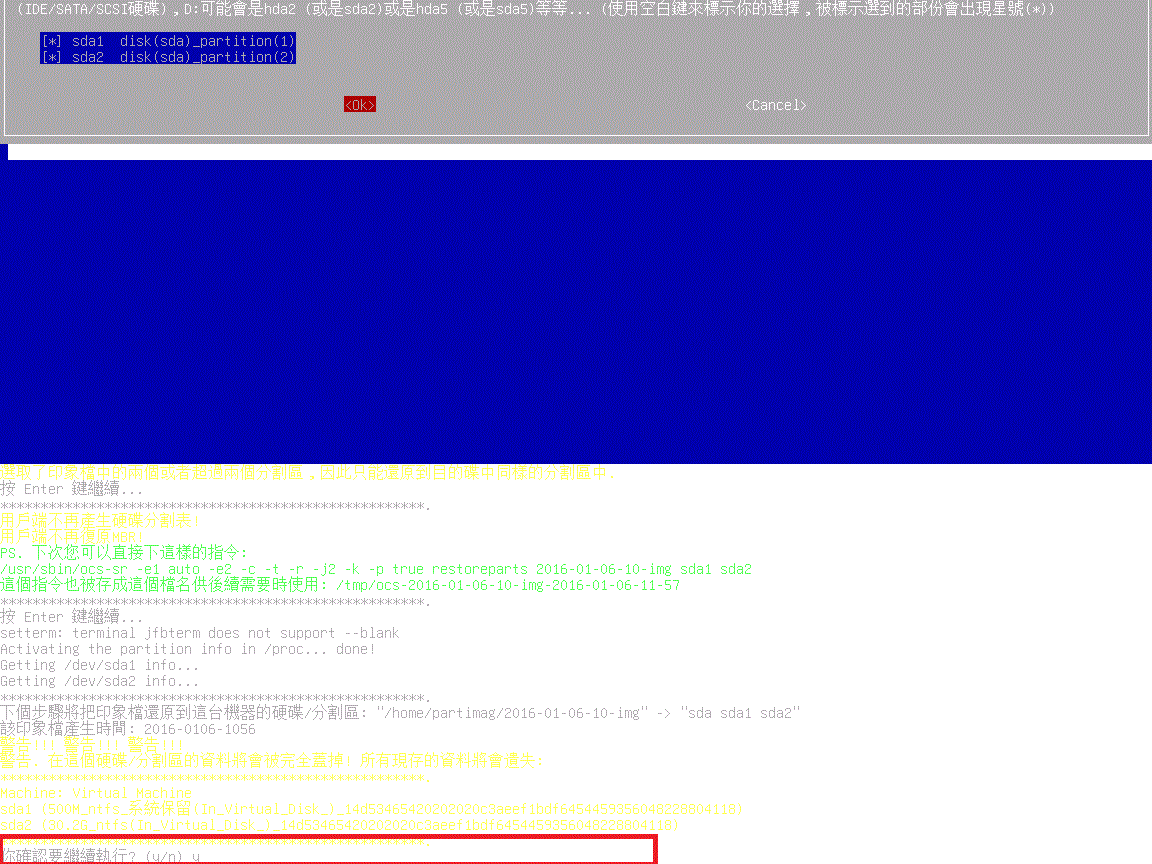 (IDE/SATA/SCSI硬碟)，D:可能會是hda2 (或是sda2)或是hda5 (或是sda5)等等... (使用空白鍵來標示你的選擇，被標示選到的部份會出現星號(*))
[*] sda1 disk(sda)_partition(1)
[*] sda2 disk(sda)_partition(2)
<Ok> <Cancel>
選取了印象檔中的兩個或者超過兩個分割區，因此只能還原到目的碟中同樣的分割區中.
按 Enter 鍵繼續...
*****************************************************.
用戶端不再產生硬碟分割表!
用戶端不再復原MBR!
PS. 下次您可以直接下這樣的指令:
/usr/sbin/ocs-sr -e1 auto -e2 -c -t -r -j2 -k -p true restoreparts 2016-01-06-10-img sda1 sda2
這個指令也被存成這個檔名供後續需要時使用: /tmp/ocs-2016-01-06-10-img-2016-01-06-11-57
*****************************************************.
按 Enter 鍵繼續...
setterm: terminal jfbterm does not support --blank
Activating the partition info in /proc... done!
Getting /dev/sda1 info...
Getting /dev/sda2 info...
*****************************************************.
下個步驟將把印象檔還原到這台機器的硬碟/分割區: "/home/partimag/2016-01-06-10-img" -> "sda sda1 sda2"
該印象檔產生時間: 2016-0106-1056
警告!!! 警告!!! 警告!!!
警告. 在這個硬碟/分割區的資料將會被完全蓋掉! 所有現存的資料將會遺失:
*****************************************************.
Machine: Virtual Machine
sda1 (500M_ntfs_系統保留(In_Virtual_Disk_)_14d53465420202020c3aeef1bdf645445935604822880411​8)
sda2 (30.2G_ntfs(In_Virtual_Disk_)_14d53465420202020c3aeef1bdf6454459356048228804118)
*****************************************************.
你確認要繼續執行? (y/n) y